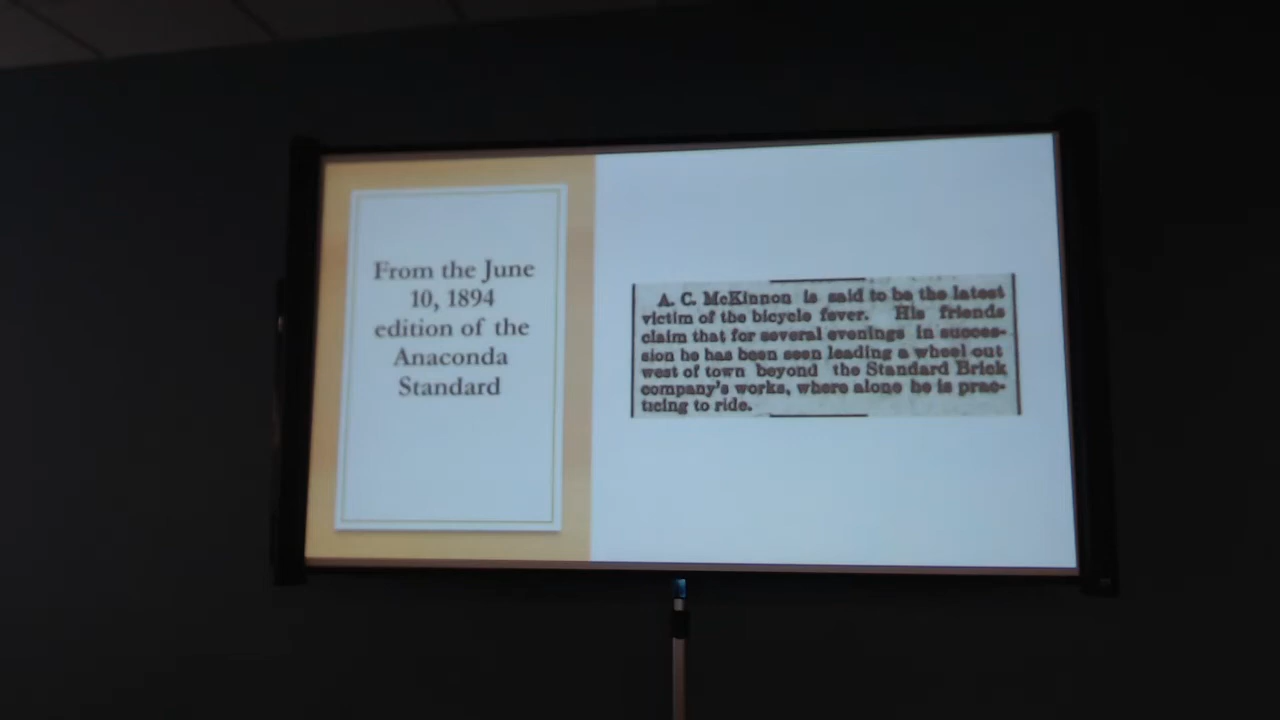 From the June
10, 1894
edition of the
Anaconda
Standard
A. C. McKinnon is said to be the latest
victim of the bicycle fever. His friends
claim that for several evenings in succes-
sion he has been seen leading a wheel out
west of town beyond the Standard Brick
company's works, where alone he is prac-
ticing to ride.